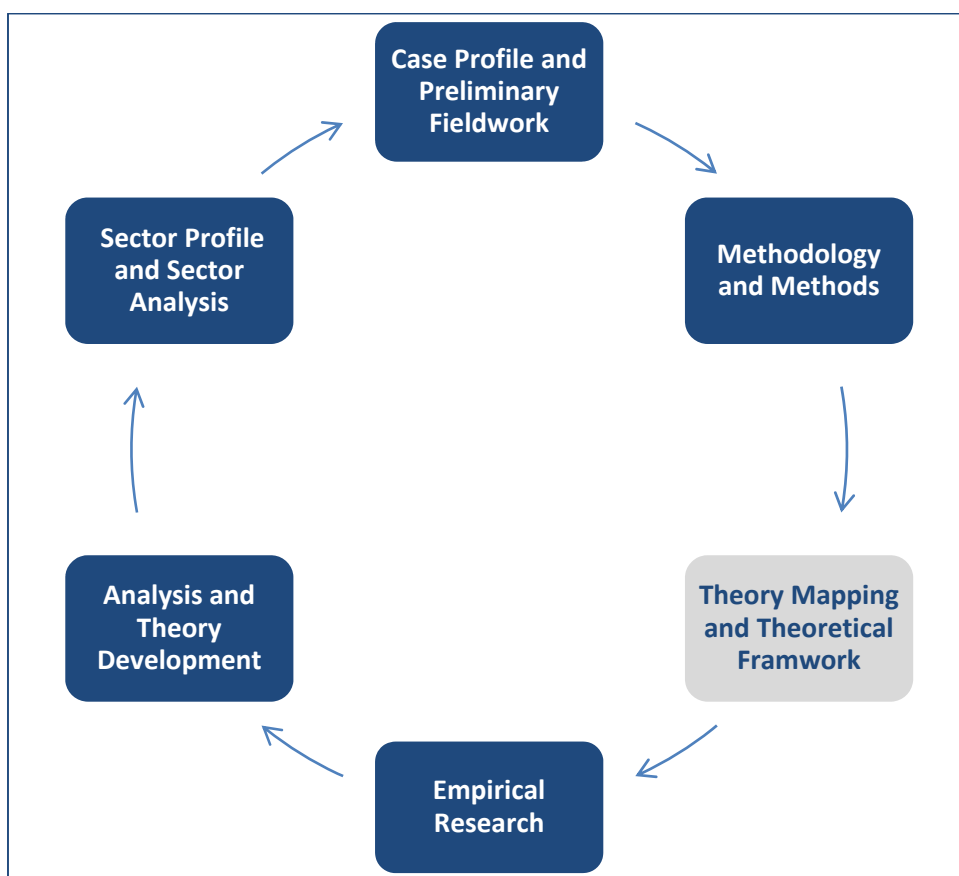 Case Profile and
Preliminary
Fieldwork
Methodology
and Methods
Theory Mapping
and Theoretical
Framwork
Empirical
Research
Analysis and
Theory
Development
Sector Profile
and Sector
Analysis